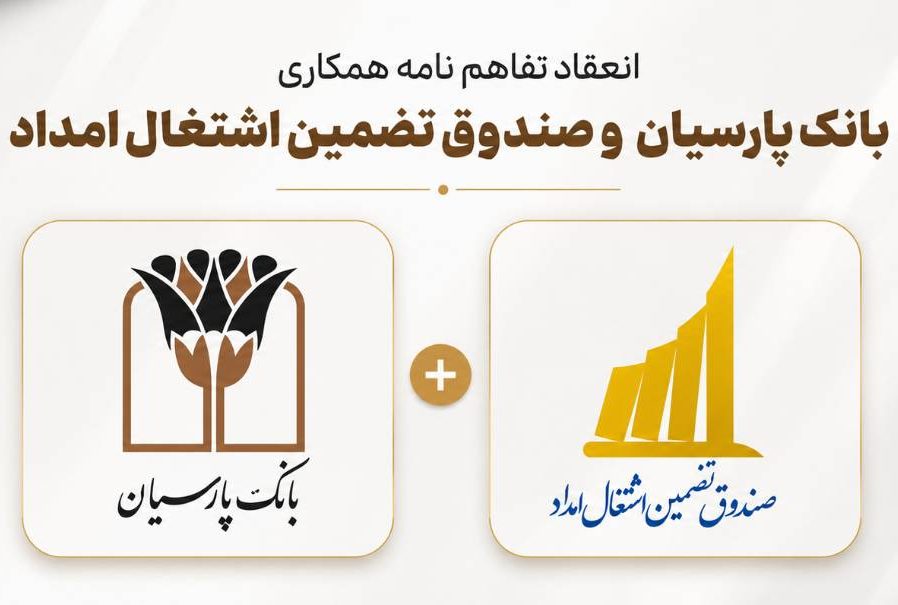 انعقاد تفاهم نامه همکاری
بانک پارسیان و صندوق تضمین اشتغال امداد
صندوق تضمین اشتغال امداد
بانک پارسیان